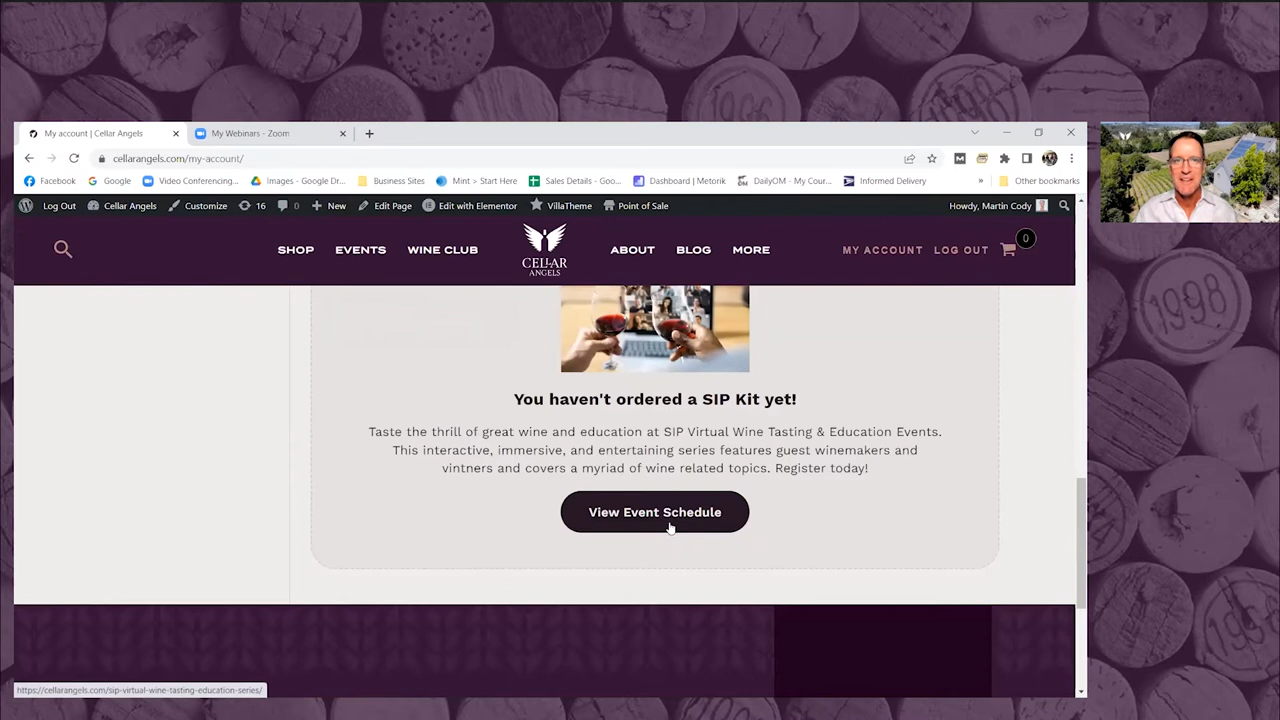 My account | Cellar Angels
My Webinars - Zoom
cellarangels.com/my-account/
Facebook
Google
Video Conferencing...
Images - Google Dr...
Business Sites
Mint > Start Here
Sales Details - Goo...
Dashboard | Metorik
DailyOM - My Cour...
Informed Delivery
»
Other bookmarks
Log Out
Cellar Angels
Customize
16
0
New
Edit Page
Edit with Elementor
VillaTheme
Point of Sale
Howdy, Martin Cody
SHOP
EVENTS
WINE CLUB
CELLAR
ANGELS
ABOUT
BLOG
MORE
MY ACCOUNT
LOG OUT
0
You haven't ordered a SIP Kit yet!
Taste the thrill of great wine and education at SIP Virtual Wine Tasting & Education Events.
This interactive, immersive, and entertaining series features guest winemakers and
vintners and covers a myriad of wine related topics. Register today!
View Event Schedule
https://cellarangels.com/sip-virtual-wine-tasting-education-series/
1998